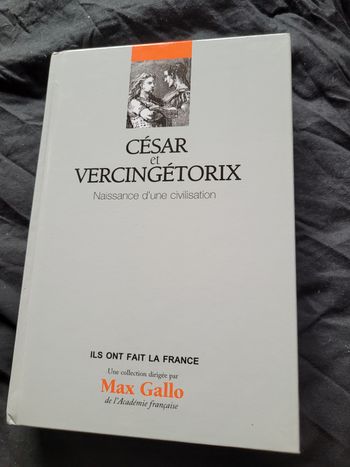 CÉSAR
et
VERCINGÉTORIX
Naissance d'une civilisation
ILS ONT FAIT LA FRANCE
Une collection dirigée par
Max Gallo
de l'Académie française